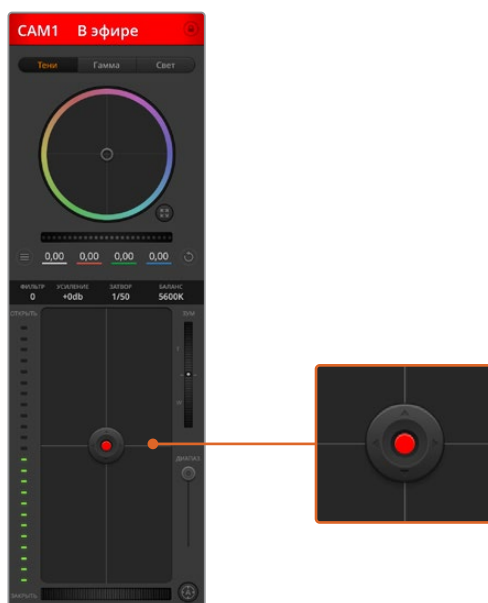 CAM1 В эфире
Тени Гамма Свет
0,00 0,00 0,00 0,00
ФИЛЬТР УСИЛЕНИЕ ЗАТВОР БАЛАНС
0 +0db 1/50 5600K
ОТКРЫТЬ ЗУМ
T
W
ДИАПАЗ
ЗАКРЫТЬ